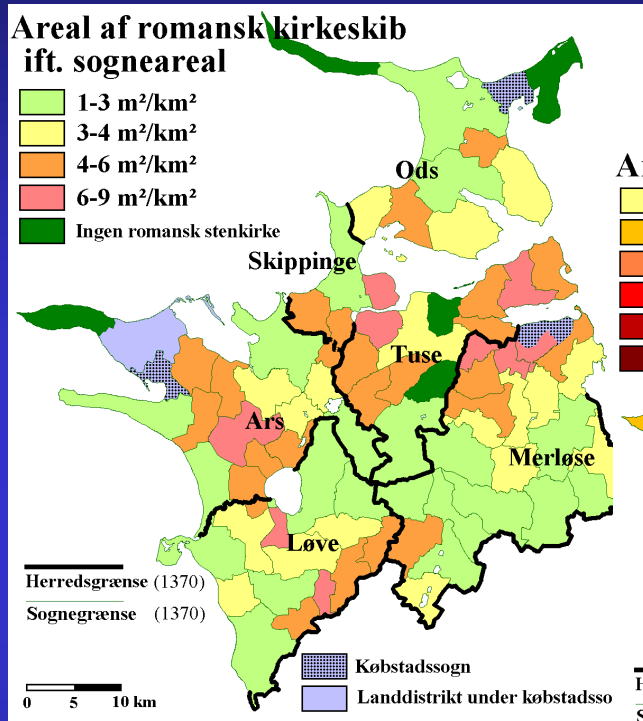 Areal af romansk kirkeskib
ift. sogneareal
1-3 m²/km²
3-4 m²/km²
4-6 m²/km²
6-9 m²/km²
Ingen romansk stenkirke
Ods
A
Skippinge
Tuse
Ars
Merløse
Løve
Herredsgrænse (1370)
Sognegrænse (1370)
Købstadssogn
Landdistrikt under købstadsso
0 5 10 km
H
S